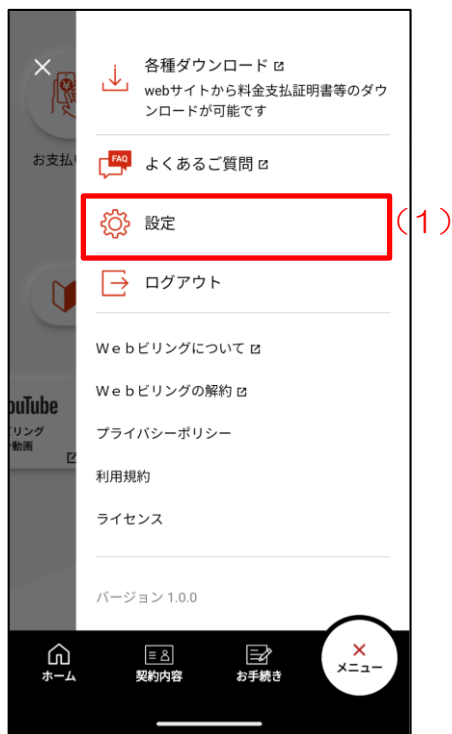 各種ダウンロード
webサイトから料金支払証明書等のダウ
ンロードが可能です
お支払い
FAQ
よくあるご質問
設定
(1)
ログアウト
Ｗｅｂビリングについて
ouTube
Ｗｅｂビリングの解約
リング
動画
プライバシーポリシー
利用規約
ライセンス
バージョン 1.0.0
ホーム
契約内容
お手続き
メニュー